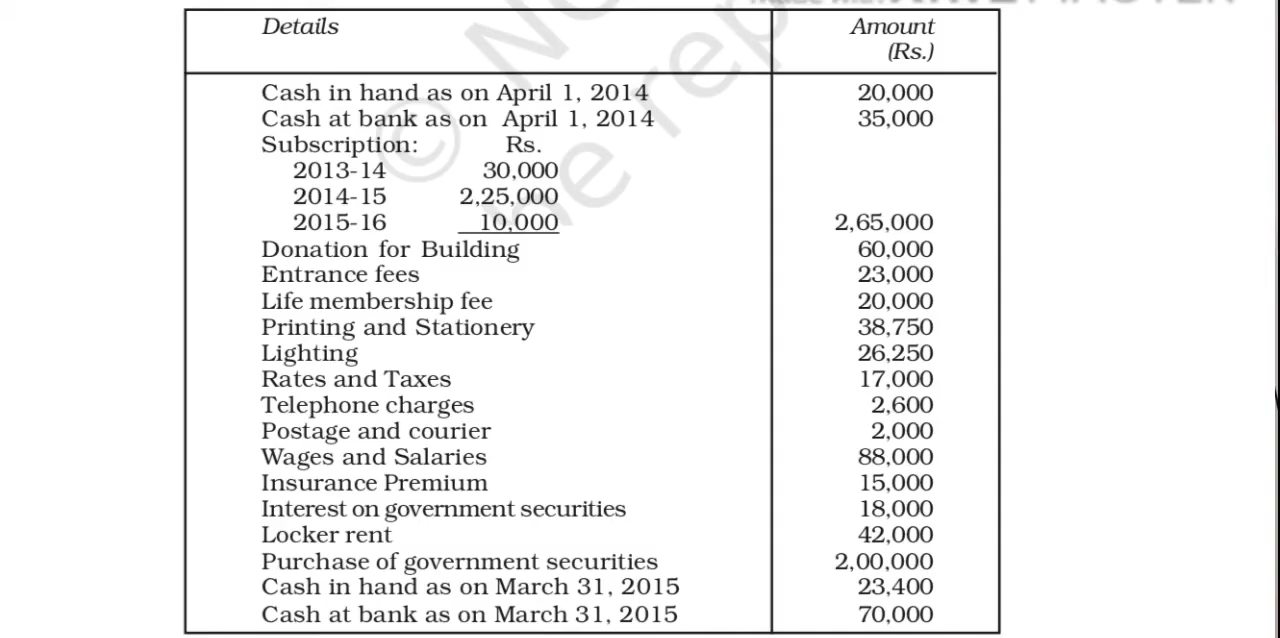 Details Amount
(Rs.)
Cash in hand as on April 1, 2014 20,000
Cash at bank as on April 1, 2014 35,000
Subscription: Rs.
2013-14 30,000
2014-15 2,25,000
2015-16 10,000 2,65,000
Donation for Building 60,000
Entrance fees 23,000
Life membership fee 20,000
Printing and Stationery 38,750
Lighting 26,250
Rates and Taxes 17,000
Telephone charges 2,600
Postage and courier 2,000
Wages and Salaries 88,000
Insurance Premium 15,000
Interest on government securities 18,000
Locker rent 42,000
Purchase of government securities 2,00,000
Cash in hand as on March 31, 2015 23,400
Cash at bank as on March 31, 2015 70,000